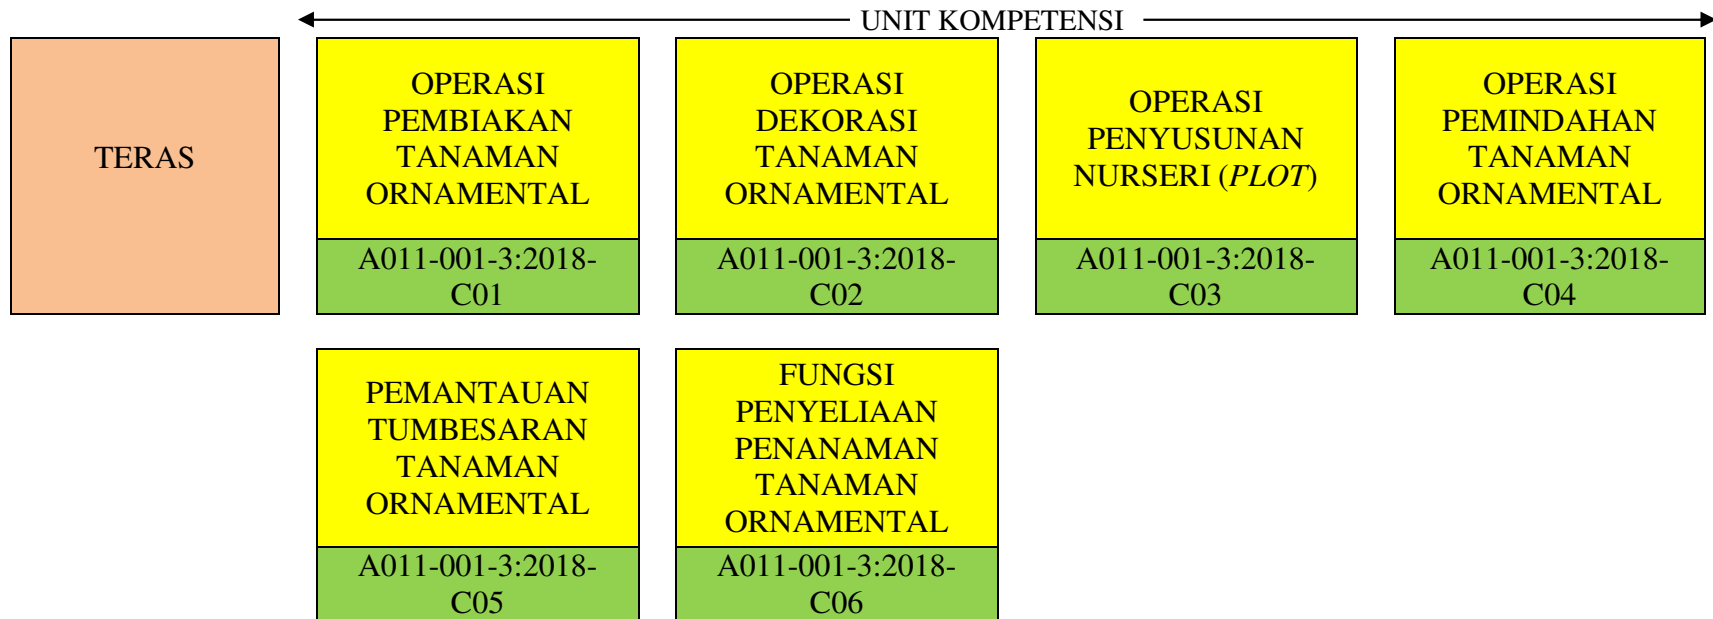 UNIT KOMPETENSI
TERAS
OPERASI
PEMBIAKAN
TANAMAN
ORNAMENTAL
A011-001-3:2018-
C01
OPERASI
DEKORASI
TANAMAN
ORNAMENTAL
A011-001-3:2018-
C02
OPERASI
PENYUSUNAN
NURSERI (PLOT)
A011-001-3:2018-
C03
OPERASI
PEMINDAHAN
TANAMAN
ORNAMENTAL
A011-001-3:2018-
C04
PEMANTAUAN
TUMBESARAN
TANAMAN
ORNAMENTAL
A011-001-3:2018-
C05
FUNGSI
PENYELIAAN
PENANAMAN
TANAMAN
ORNAMENTAL
A011-001-3:2018-
C06